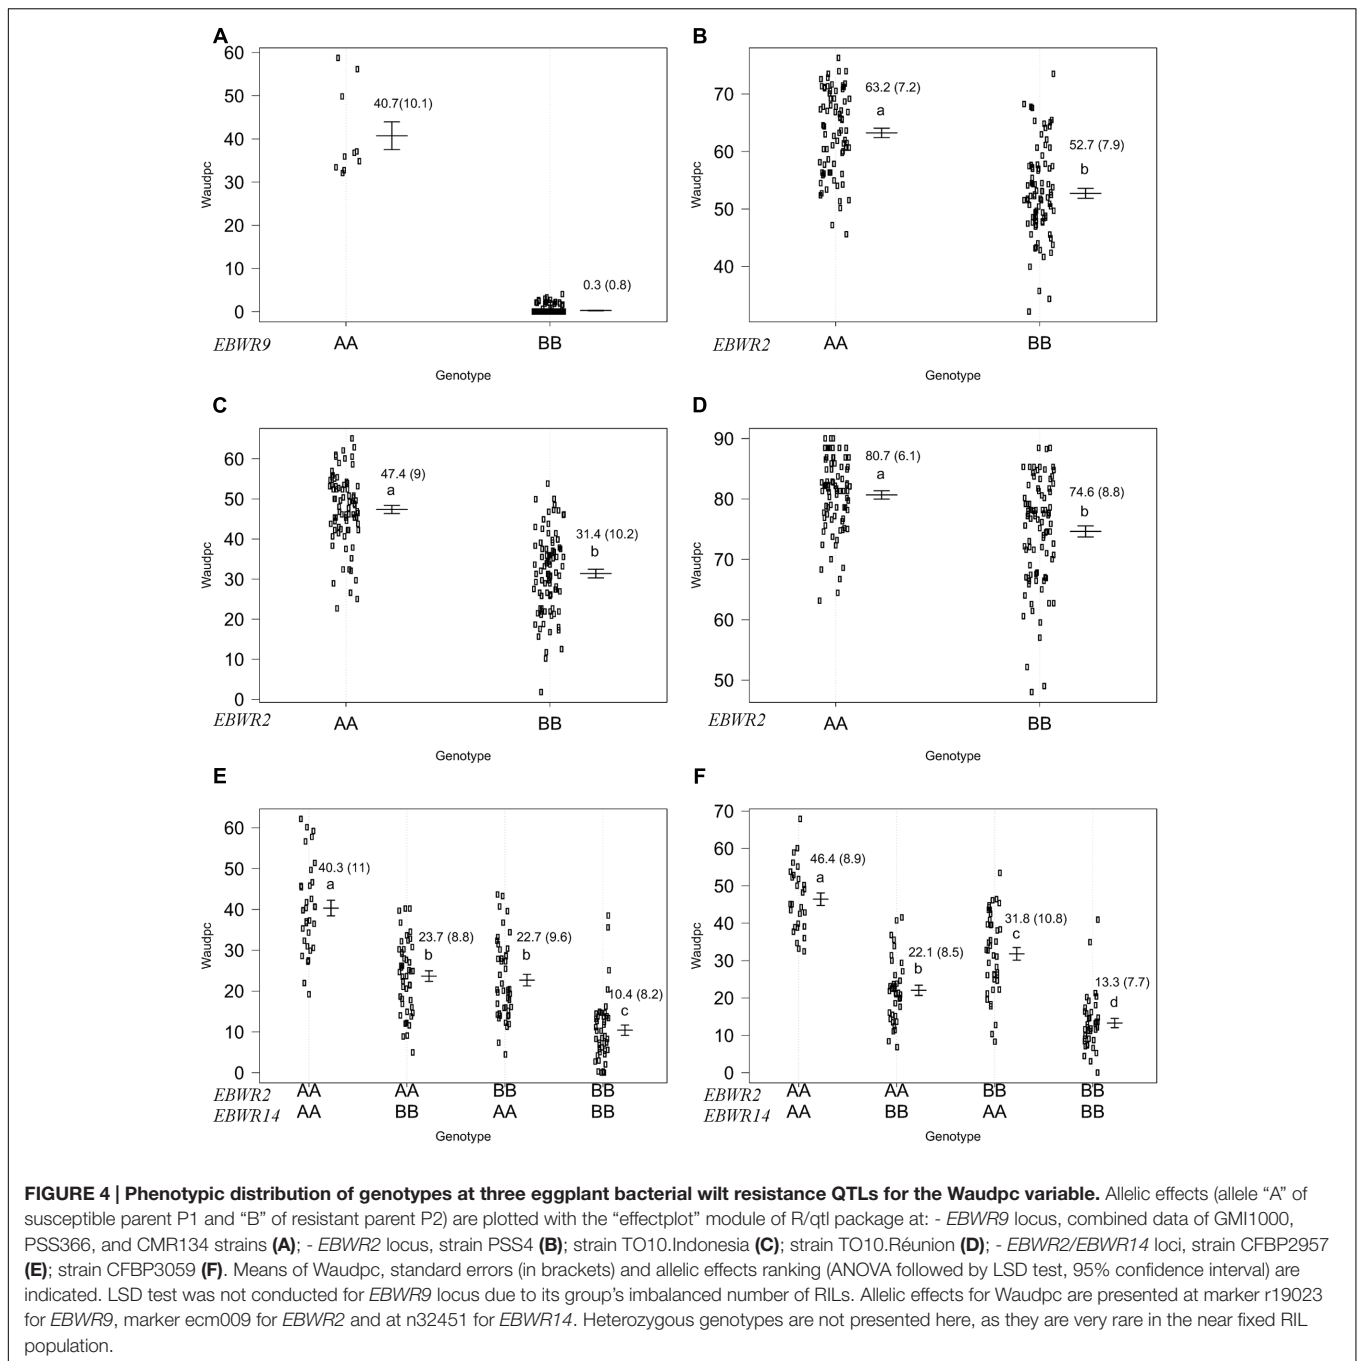 A
60
50
40
30
20
10
0
Waudpc
40.7(10.1)
0.3 (0.8)
EBWR9
AA
BB
Genotype
B
70
60
50
40
Waudpc
63.2 (7.2)
a
52.7 (7.9)
b
EBWR2
AA
BB
Genotype
C
60
50
40
30
20
10
0
Waudpc
47.4 (9)
a
31.4 (10.2)
b
EBWR2
AA
BB
Genotype
D
90
80
70
60
50
Waudpc
80.7 (6.1)
a
74.6 (8.8)
b
EBWR2
AA
BB
Genotype
E
60
50
40
30
20
10
0
Waudpc
40.3 (11)
a
23.7 (8.8)
b
22.7 (9.6)
b
10.4 (8.2)
c
EBWR2 AA AA BB BB
EBWR14 AA BB AA BB
Genotype
F
70
60
50
40
30
20
10
0
Waudpc
46.4 (8.9)
a
22.1 (8.5)
b
31.8 (10.8)
c
13.3 (7.7)
d
EBWR2 AA AA BB BB
EBWR14 AA BB AA BB
Genotype
FIGURE 4 | Phenotypic distribution of genotypes at three eggplant bacterial wilt resistance QTLs for the Waudpc variable. Allelic effects (allele “A” of
susceptible parent P1 and “B” of resistant parent P2) are plotted with the “effectplot” module of R/qtl package at: - EBWR9 locus, combined data of GMI1000,
PSS366, and CMR134 strains (A); - EBWR2 locus, strain PSS4 (B); strain TO10.Indonesia (C); strain TO10.Réunion (D); - EBWR2/EBWR14 loci, strain CFBP2957
(E); strain CFBP3059 (F). Means of Waudpc, standard errors (in brackets) and allelic effects ranking (ANOVA followed by LSD test, 95% confidence interval) are
indicated. LSD test was not conducted for EBWR9 locus due to its group’s imbalanced number of RILs. Allelic effects for Waudpc are presented at marker r19023
for EBWR9, marker ecm009 for EBWR2 and at n32451 for EBWR14. Heterozygous genotypes are not presented here, as they are very rare in the near fixed RIL
population.